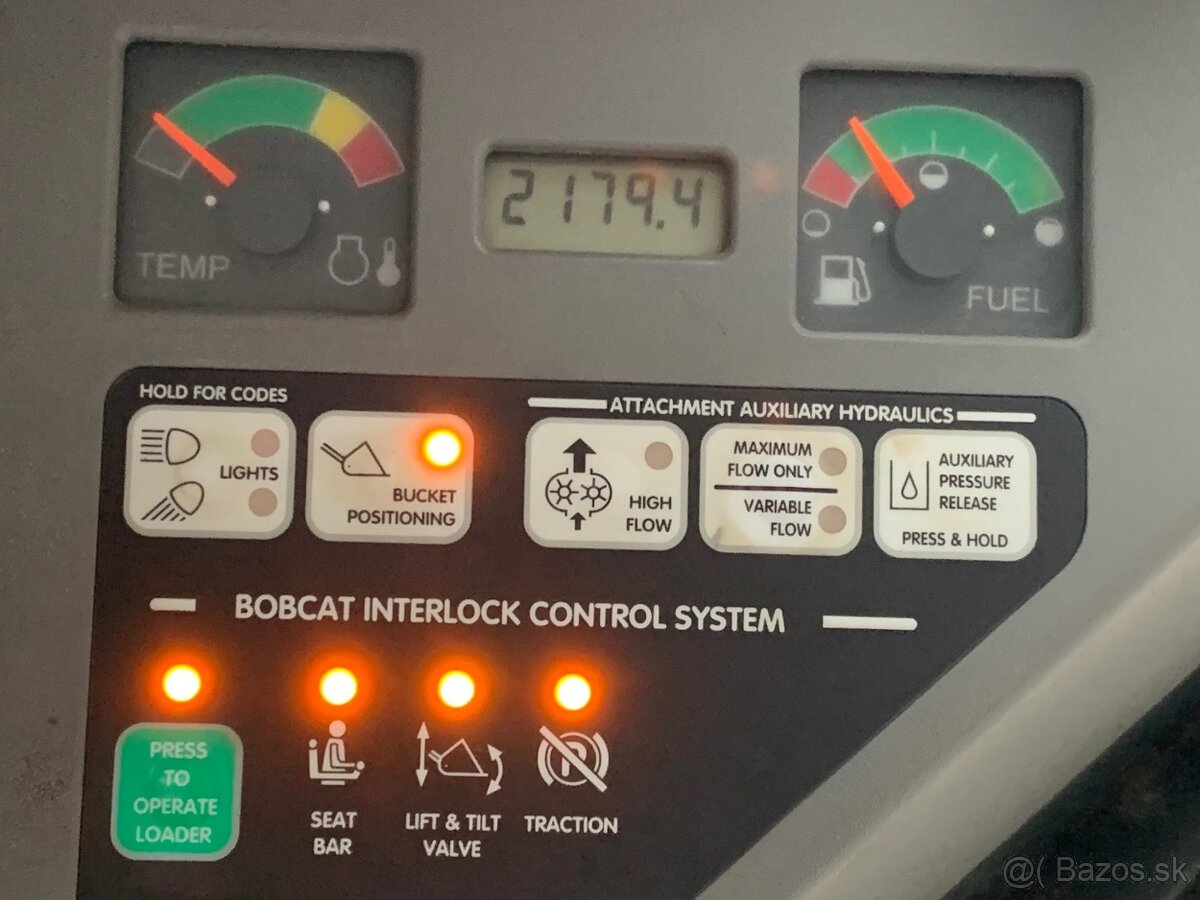 2179.4
TEMP
FUEL
HOLD FOR CODES
LIGHTS
BUCKET
POSITIONING
ATTACHMENT AUXILIARY HYDRAULICS
HIGH
FLOW
MAXIMUM
FLOW ONLY
VARIABLE
FLOW
AUXILIARY
PRESSURE
RELEASE
PRESS & HOLD
BOBCAT INTERLOCK CONTROL SYSTEM
PRESS
TO
OPERATE
LOADER
SEAT
BAR
LIFT & TILT
VALVE
P
TRACTION
@( Bazos.sk